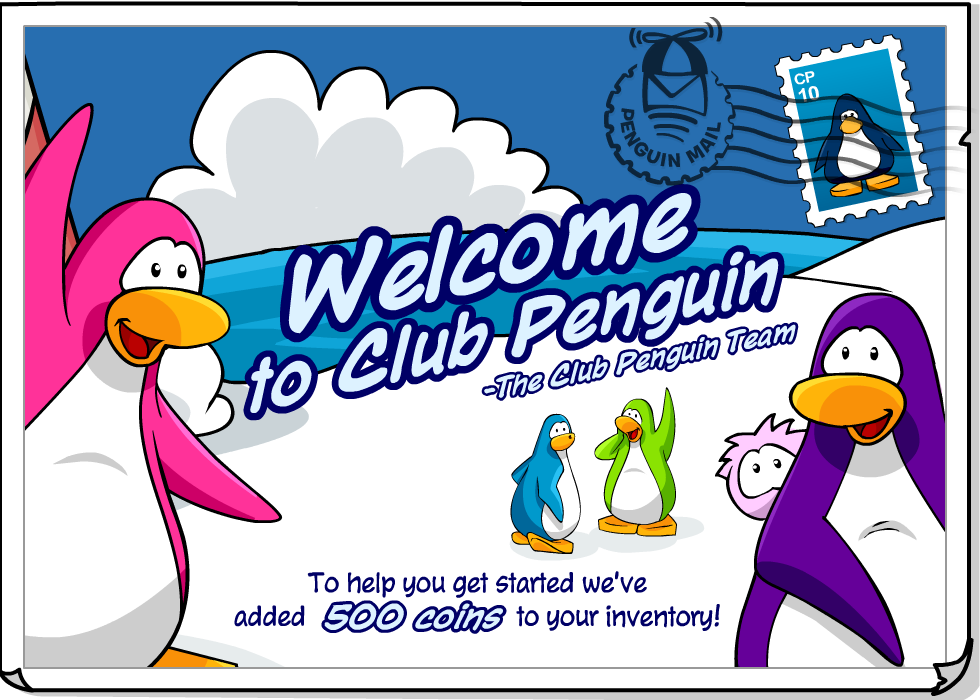 PENGUIN MAIL
CP
10
Welcome
to Club Penguin
-The Club Penguin Team
To help you get started we've
added 500 coins to your inventory!